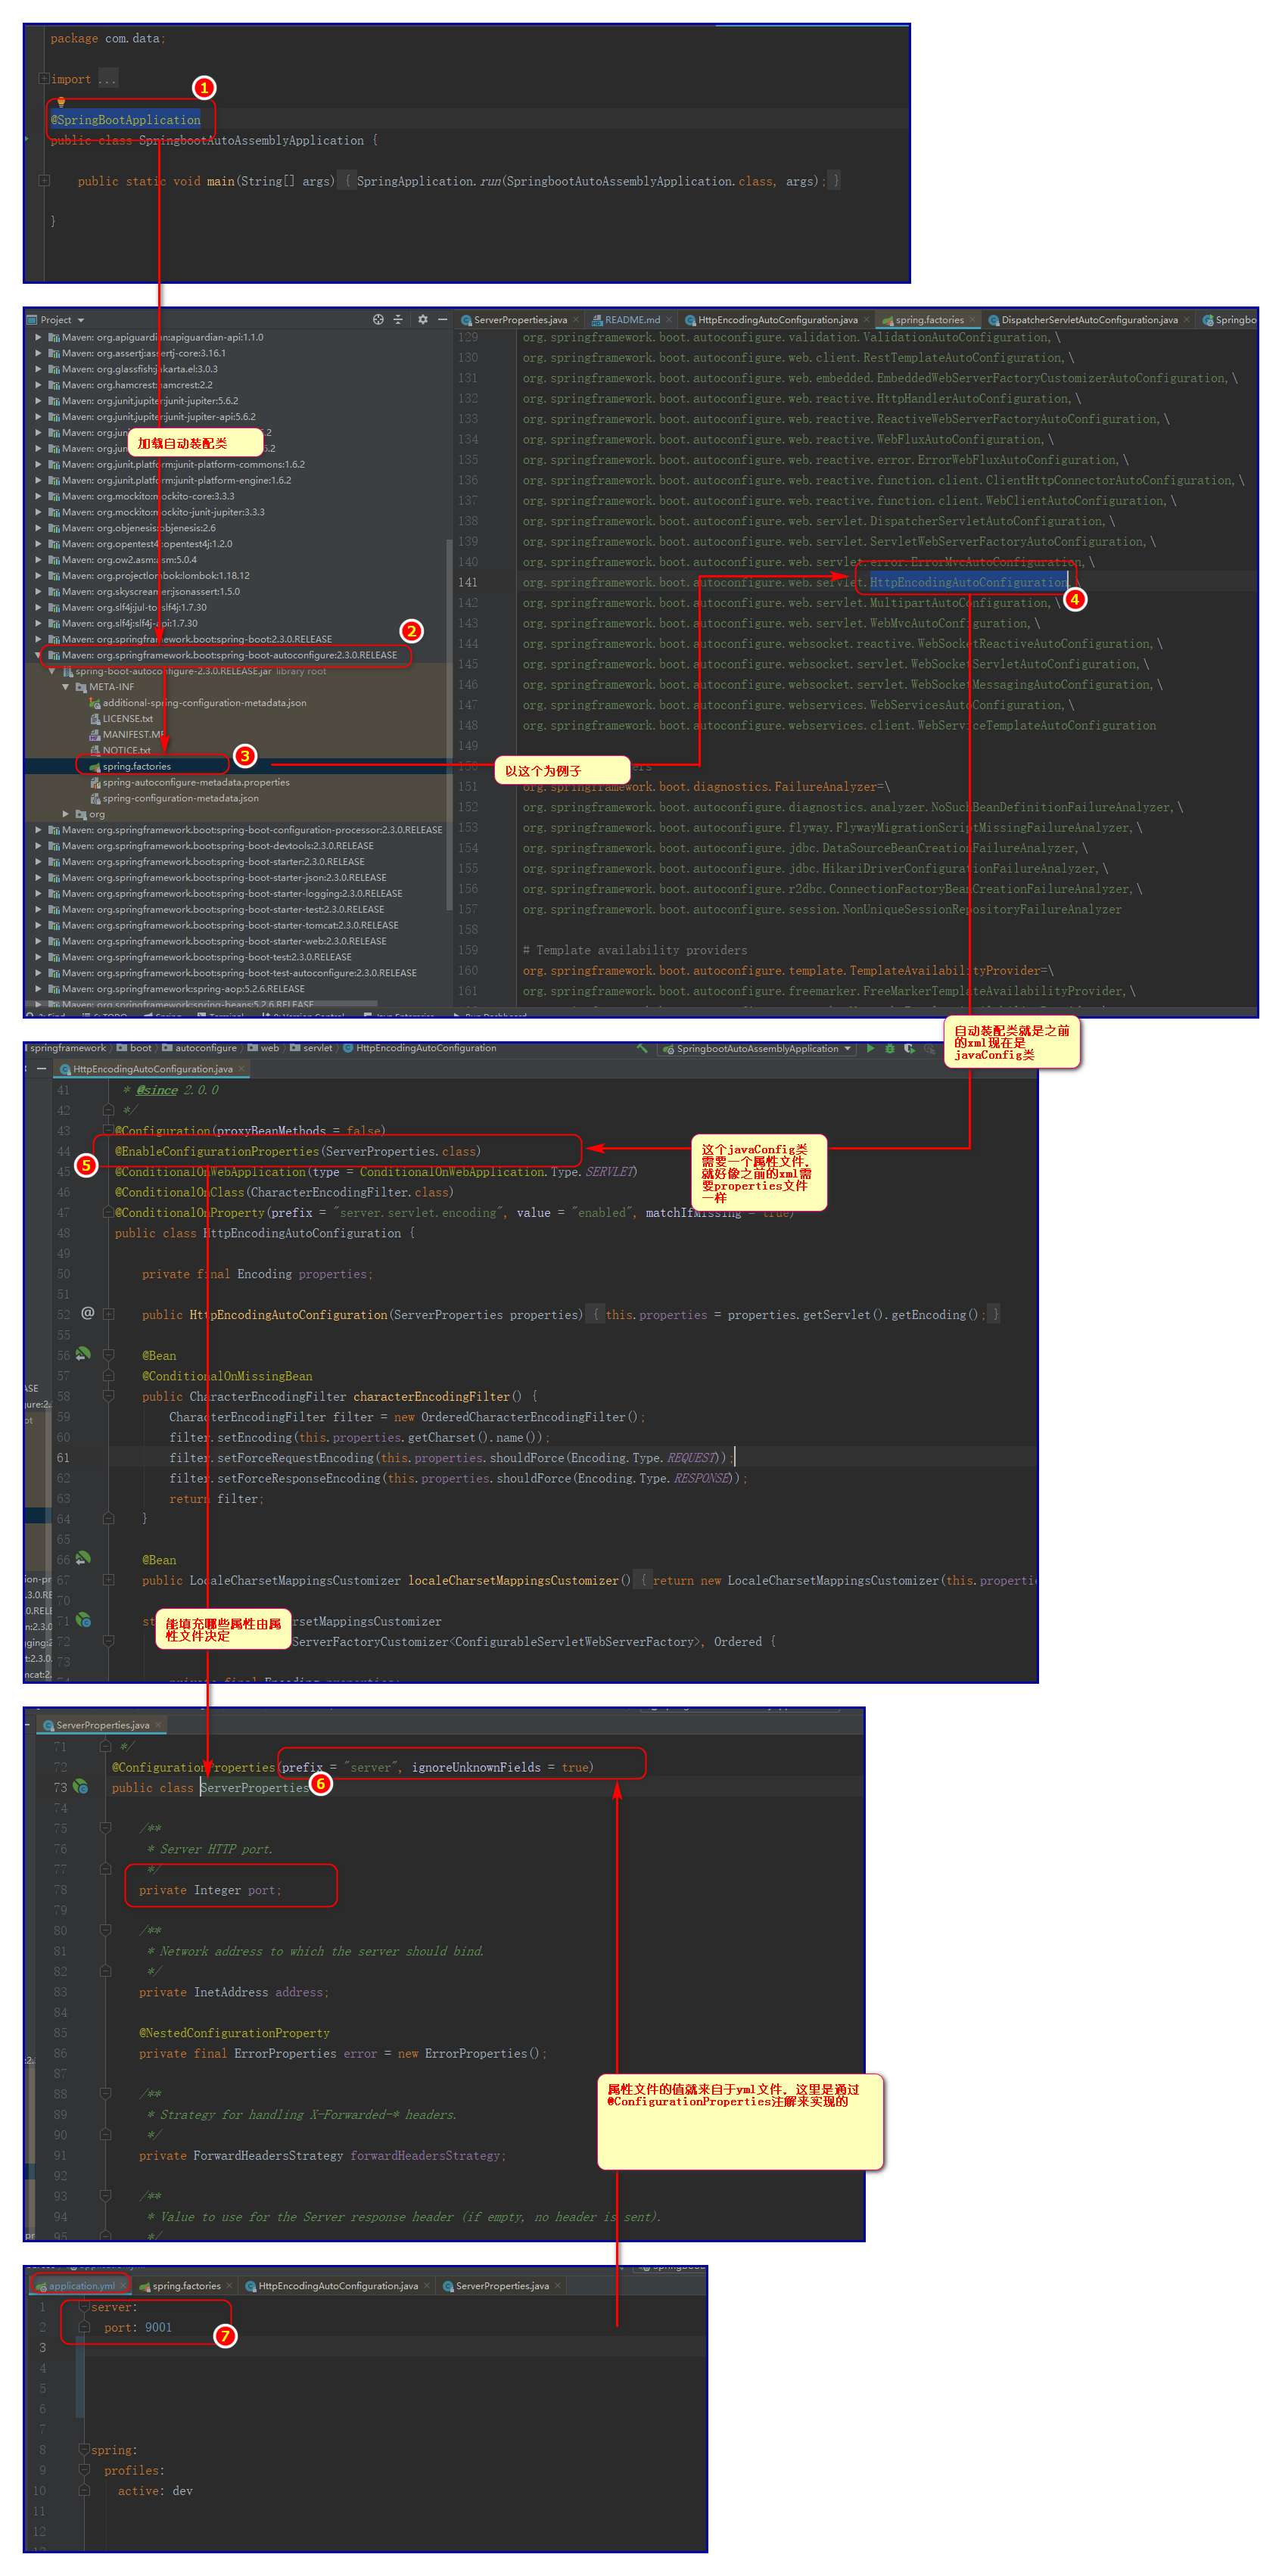 package com.data;
import ...
1
@SpringBootApplication
public class SpringbootAutoAssemblyApplication {
public static void main(String[] args) { SpringApplication.run(SpringbootAutoAssemblyApplication.class, args); }
}
Project
Maven: org.apiguardian:apiguardian-api:1.1.0
Maven: org.assertj:assertj-core:3.16.1
Maven: org.glassfish:jakarta.el:3.0.3
Maven: org.hamcrest:hamcrest:2.2
Maven: org.junit.jupiter:junit-jupiter:5.6.2
Maven: org.junit.jupiter:junit-jupiter-api:5.6.2
Maven: org.jun
.2
加载自动装配类
Maven: org.jun
5.2
Maven: org.junit.platform:junit-platform-commons:1.6.2
Maven: org.junit.platform:junit-platform-engine:1.6.2
Maven: org.mockito:mockito-core:3.3.3
Maven: org.mockito:mockito-junit-jupiter:3.3.3
Maven: org.objenesis:objenesis:2.6
Maven: org.opentest4j:opentest4j:1.2.0
Maven: org.ow2.asm:asm:5.0.4
Maven: org.projectlombok:lombok:1.18.12
Maven: org.skyscreamer:jsonassert:1.5.0
Maven: org.slf4j:jul-to-slf4j:1.7.30
Maven: org.slf4j:slf4j-api:1.7.30
Maven: org.springframework.boot:spring-boot:2.3.0.RELEASE
2
Maven: org.springframework.boot:spring-boot-autoconfigure:2.3.0.RELEASE
spring-boot-autoconfigure-2.3.0.RELEASE.jar library root
META-INF
additional-spring-configuration-metadata.json
LICENSE.txt
MANIFEST.MF
NOTICE.txt
3
spring.factories
spring-autoconfigure-metadata.properties
spring-configuration-metadata.json
org
Maven: org.springframework.boot:spring-boot-configuration-processor:2.3.0.RELEASE
Maven: org.springframework.boot:spring-boot-devtools:2.3.0.RELEASE
Maven: org.springframework.boot:spring-boot-starter:2.3.0.RELEASE
Maven: org.springframework.boot:spring-boot-starter-json:2.3.0.RELEASE
Maven: org.springframework.boot:spring-boot-starter-logging:2.3.0.RELEASE
Maven: org.springframework.boot:spring-boot-starter-test:2.3.0.RELEASE
Maven: org.springframework.boot:spring-boot-starter-tomcat:2.3.0.RELEASE
Maven: org.springframework.boot:spring-boot-starter-web:2.3.0.RELEASE
Maven: org.springframework.boot:spring-boot-test:2.3.0.RELEASE
Maven: org.springframework.boot:spring-boot-test-autoconfigure:2.3.0.RELEASE
Maven: org.springframework:spring-aop:5.2.6.RELEASE
Maven: org.springframework:spring-beans:5.2.6.RELEASE
ServerProperties.java README.md HttpEncodingAutoConfiguration.java spring.factories DispatcherServletAutoConfiguration.java Springbo
129 org.springframework.boot.autoconfigure.validation.ValidationAutoConfiguration,\
130 org.springframework.boot.autoconfigure.web.client.RestTemplateAutoConfiguration,\
131 org.springframework.boot.autoconfigure.web.embedded.EmbeddedWebServerFactoryCustomizerAutoConfiguration,\
132 org.springframework.boot.autoconfigure.web.reactive.HttpHandlerAutoConfiguration,\
133 org.springframework.boot.autoconfigure.web.reactive.ReactiveWebServerFactoryAutoConfiguration,\
134 org.springframework.boot.autoconfigure.web.reactive.WebFluxAutoConfiguration,\
135 org.springframework.boot.autoconfigure.web.reactive.error.ErrorWebFluxAutoConfiguration,\
136 org.springframework.boot.autoconfigure.web.reactive.function.client.ClientHttpConnectorAutoConfiguration,\
137 org.springframework.boot.autoconfigure.web.reactive.function.client.WebClientAutoConfiguration,\
138 org.springframework.boot.autoconfigure.web.servlet.DispatcherServletAutoConfiguration,\
139 org.springframework.boot.autoconfigure.web.servlet.ServletWebServerFactoryAutoConfiguration,\
140 org.springframework.boot.autoconfigure.web.servlet.error.ErrorMvcAutoConfiguration,\
141 org.springframework.boot.autoconfigure.web.servlet.HttpEncodingAutoConfiguration
4
142 org.springframework.boot.autoconfigure.web.servlet.MultipartAutoConfiguration,\
143 org.springframework.boot.autoconfigure.web.servlet.WebMvcAutoConfiguration,\
144 org.springframework.boot.autoconfigure.websocket.reactive.WebSocketReactiveAutoConfiguration,\
145 org.springframework.boot.autoconfigure.websocket.servlet.WebSocketServletAutoConfiguration,\
146 org.springframework.boot.autoconfigure.websocket.servlet.WebSocketMessagingAutoConfiguration,\
147 org.springframework.boot.autoconfigure.webservices.WebServicesAutoConfiguration,\
148 org.springframework.boot.autoconfigure.webservices.client.WebServiceTemplateAutoConfiguration
149
以这个为例子
rs
151 org.springframework.boot.diagnostics.FailureAnalyzer=\
152 org.springframework.boot.autoconfigure.diagnostics.analyzer.NoSuchBeanDefinitionFailureAnalyzer,\
153 org.springframework.boot.autoconfigure.flyway.FlywayMigrationScriptMissingFailureAnalyzer,\
154 org.springframework.boot.autoconfigure.jdbc.DataSourceBeanCreationFailureAnalyzer,\
155 org.springframework.boot.autoconfigure.jdbc.HikariDriverConfigurationFailureAnalyzer,\
156 org.springframework.boot.autoconfigure.r2dbc.ConnectionFactoryBeanCreationFailureAnalyzer,\
157 org.springframework.boot.autoconfigure.session.NonUniqueSessionRepositoryFailureAnalyzer
158
159 # Template availability providers
160 org.springframework.boot.autoconfigure.template.TemplateAvailabilityProvider=\
161 org.springframework.boot.autoconfigure.freemarker.FreeMarkerTemplateAvailabilityProvider,\
自动装配类就是之前
的xml现在是
javaConfig类
springframework boot autoconfigure web servlet HttpEncodingAutoConfiguration SpringbootAutoAssemblyApplication
HttpEncodingAutoConfiguration.java
41 * @since 2.0.0
42 */
43 @Configuration(proxyBeanMethods = false)
44 @EnableConfigurationProperties(ServerProperties.class)
5
45 @ConditionalOnWebApplication(type = ConditionalOnWebApplication.Type.SERVLET)
46 @ConditionalOnClass(CharacterEncodingFilter.class)
47 @ConditionalOnProperty(prefix = "server.servlet.encoding", value = "enabled", matchIfMissing = true)
这个javaConfig类
需要一个属性文件，
就好像之前的xml需
要properties文件
一样
48 public class HttpEncodingAutoConfiguration {
49
50 private final Encoding properties;
51
52 public HttpEncodingAutoConfiguration(ServerProperties properties) { this.properties = properties.getServlet().getEncoding(); }
55
56 @Bean
57 @ConditionalOnMissingBean
58 public CharacterEncodingFilter characterEncodingFilter() {
59 CharacterEncodingFilter filter = new OrderedCharacterEncodingFilter();
60 filter.setEncoding(this.properties.getCharset().name());
61 filter.setForceRequestEncoding(this.properties.shouldForce(Encoding.Type.REQUEST));
62 filter.setForceResponseEncoding(this.properties.shouldForce(Encoding.Type.RESPONSE));
63 return filter;
64 }
65
66 @Bean
67 public LocaleCharsetMappingsCustomizer localeCharsetMappingsCustomizer() { return new LocaleCharsetMappingsCustomizer(this.properti
70
71 st
rsetMappingsCustomizer
72
ServerFactoryCustomizer<ConfigurableServletWebServerFactory>, Ordered {
能填充哪些属性由属
性文件决定
73
ServerProperties.java
71 */
72 @ConfigurationProperties(prefix = "server", ignoreUnknownFields = true)
73 public class ServerProperties
6
74
75 /**
76 * Server HTTP port.
77 */
78 private Integer port;
79
80 /**
81 * Network address to which the server should bind.
82 */
83 private InetAddress address;
84
85 @NestedConfigurationProperty
86 private final ErrorProperties error = new ErrorProperties();
87
88 /**
89 * Strategy for handling X-Forwarded-* headers.
90 */
91 private ForwardHeadersStrategy forwardHeadersStrategy;
92
93 /**
94 * Value to use for the Server response header (if empty, no header is sent).
95 */
属性文件的值就来自于yml文件，这里是通过
@ConfigurationProperties注解来实现的
application.yml spring.factories HttpEncodingAutoConfiguration.java ServerProperties.java
1 server:
2 port: 9001
7
3
4
5
6
7
8 spring:
9 profiles:
10 active: dev
11
12